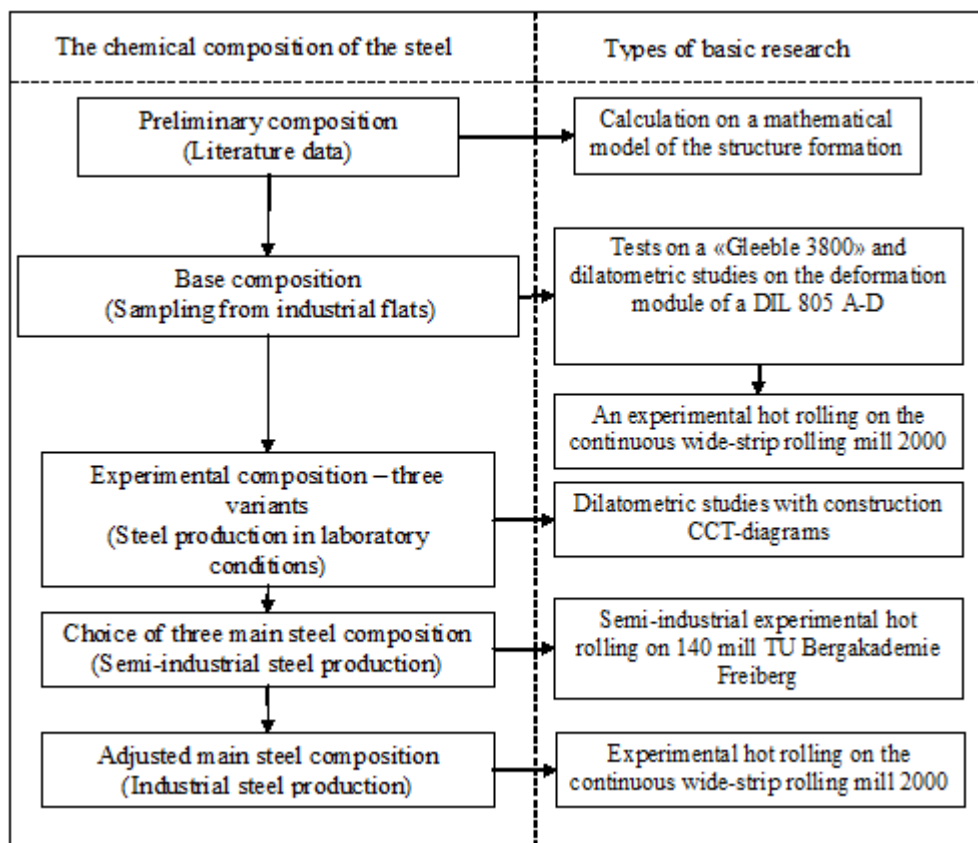 The chemical composition of the steel
Types of basic research
Preliminary composition
(Literature data)
Calculation on a mathematical
model of the structure formation
Base composition
(Sampling from industrial flats)
Tests on a «Gleeble 3800» and
dilatometric studies on the deformation
module of a DIL 805 A-D
An experimental hot rolling on the
continuous wide-strip rolling mill 2000
Experimental composition – three
variants
(Steel production in laboratory
conditions)
Dilatometric studies with construction
CCT-diagrams
Choice of three main steel composition
(Semi-industrial steel production)
Semi-industrial experimental hot
rolling on 140 mill TU Bergakademie
Freiberg
Adjusted main steel composition
(Industrial steel production)
Experimental hot rolling on the
continuous wide-strip rolling mill 2000